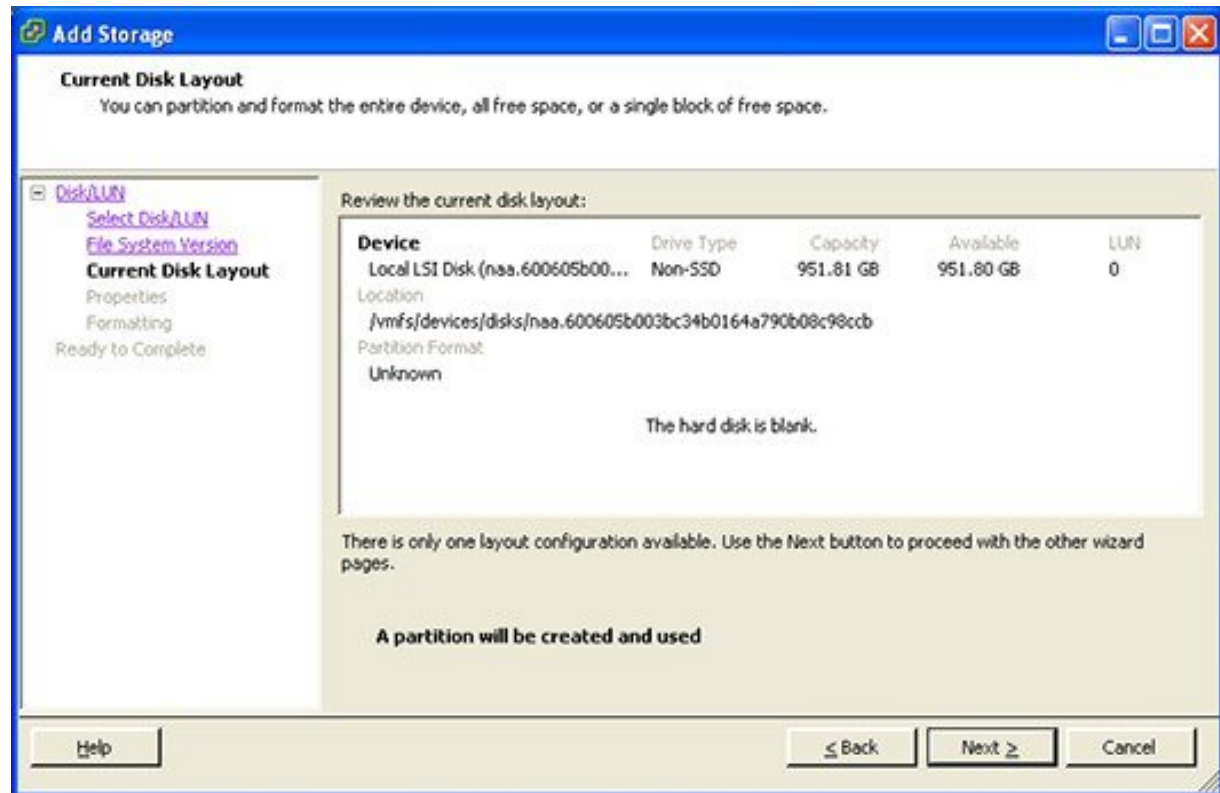 Add Storage
Current Disk Layout
You can partition and format the entire device, all free space, or a single block of free space.
Disk/LUN
Select Disk/LUN
File System Version
Current Disk Layout
Properties
Formatting
Ready to Complete
Review the current disk layout:
Device Drive Type Capacity Available LUN
Local LSI Disk (naa.600605b00... Non-SSD 951.81 GB 951.80 GB 0
Location
/vmfs/devices/disks/naa.600605b003bc34b0164a790b08c98ccb
Partition Format
Unknown
The hard disk is blank.
There is only one layout configuration available. Use the Next button to proceed with the other wizard
pages.
A partition will be created and used
Help ≤ Back Next ≥ Cancel